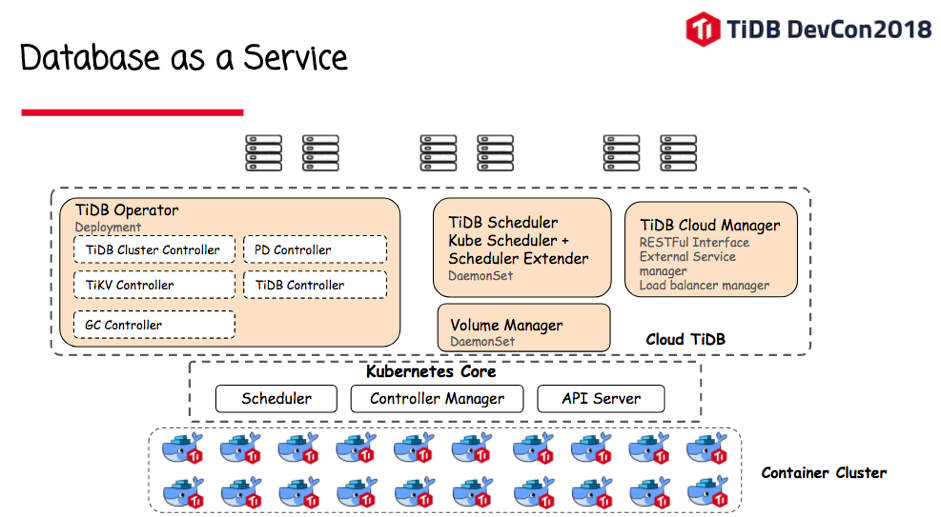 TiDB DevCon2018
Database as a Service
TiDB Operator
Deployment
TiDB Cluster Controller
PD Controller
TiKV Controller
TiDB Controller
GC Controller
TiDB Scheduler
Kube Scheduler +
Scheduler Extender
DaemonSet
Volume Manager
DaemonSet
TiDB Cloud Manager
RESTFul Interface
External Service
manager
Load balancer manager
Cloud TiDB
Kubernetes Core
Scheduler
Controller Manager
API Server
Container Cluster